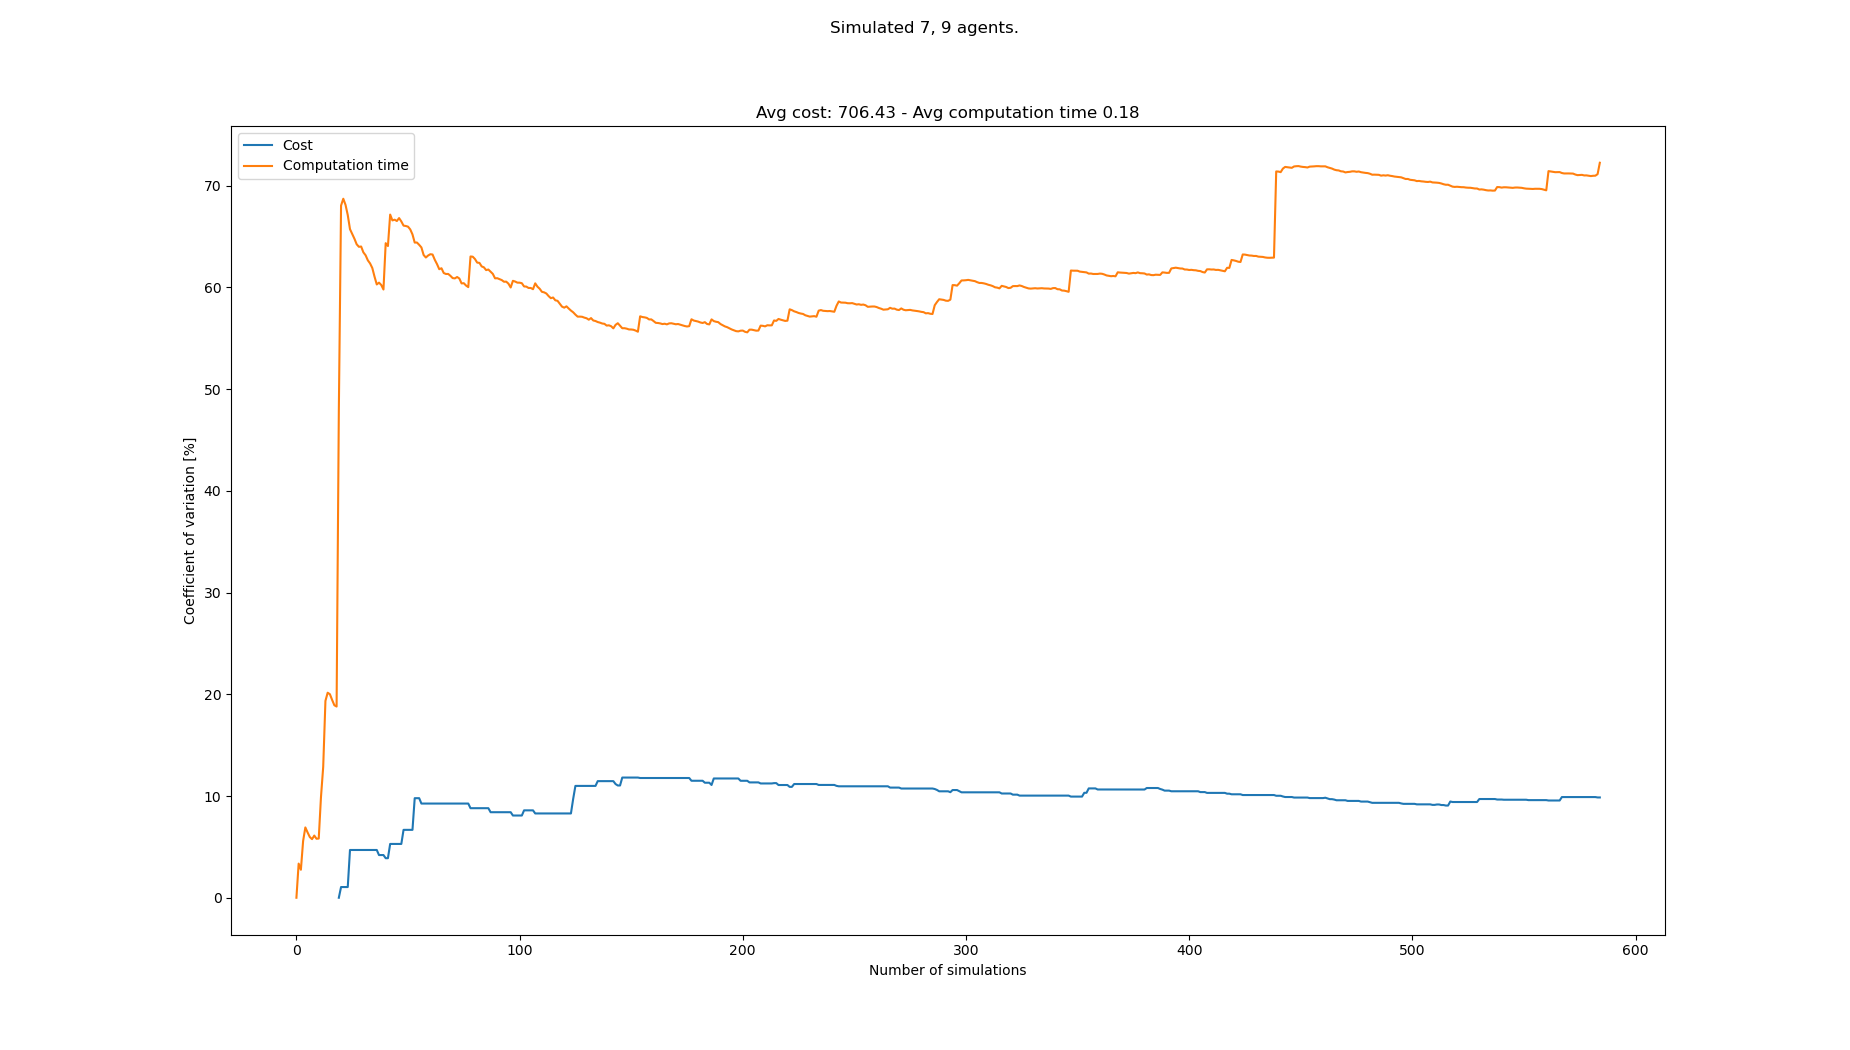 Simulated 7, 9 agents.
Avg cost: 706.43 - Avg computation time 0.18
Cost
Computation time
70
60
50
40
30
20
10
0
Coefficient of variation [%]
0 100 200 300 400 500 600
Number of simulations